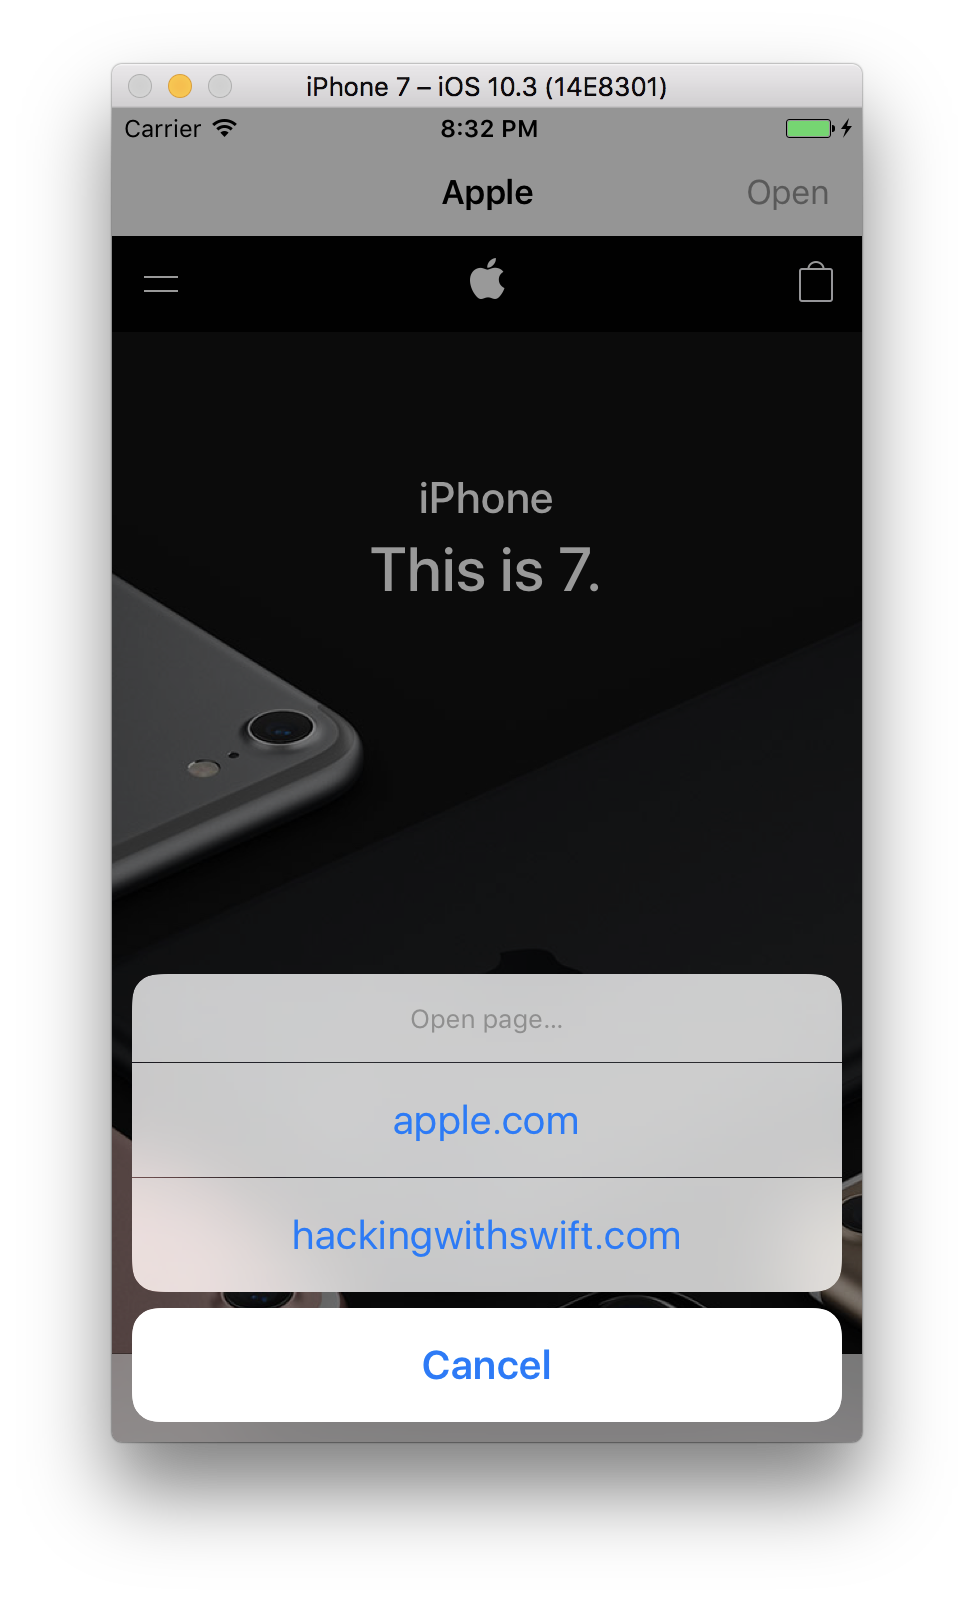 iPhone 7 – iOS 10.3 (14E8301)
Carrier 8:32 PM
Apple Open
iPhone
This is 7.
Open page...
apple.com
hackingwithswift.com
Cancel